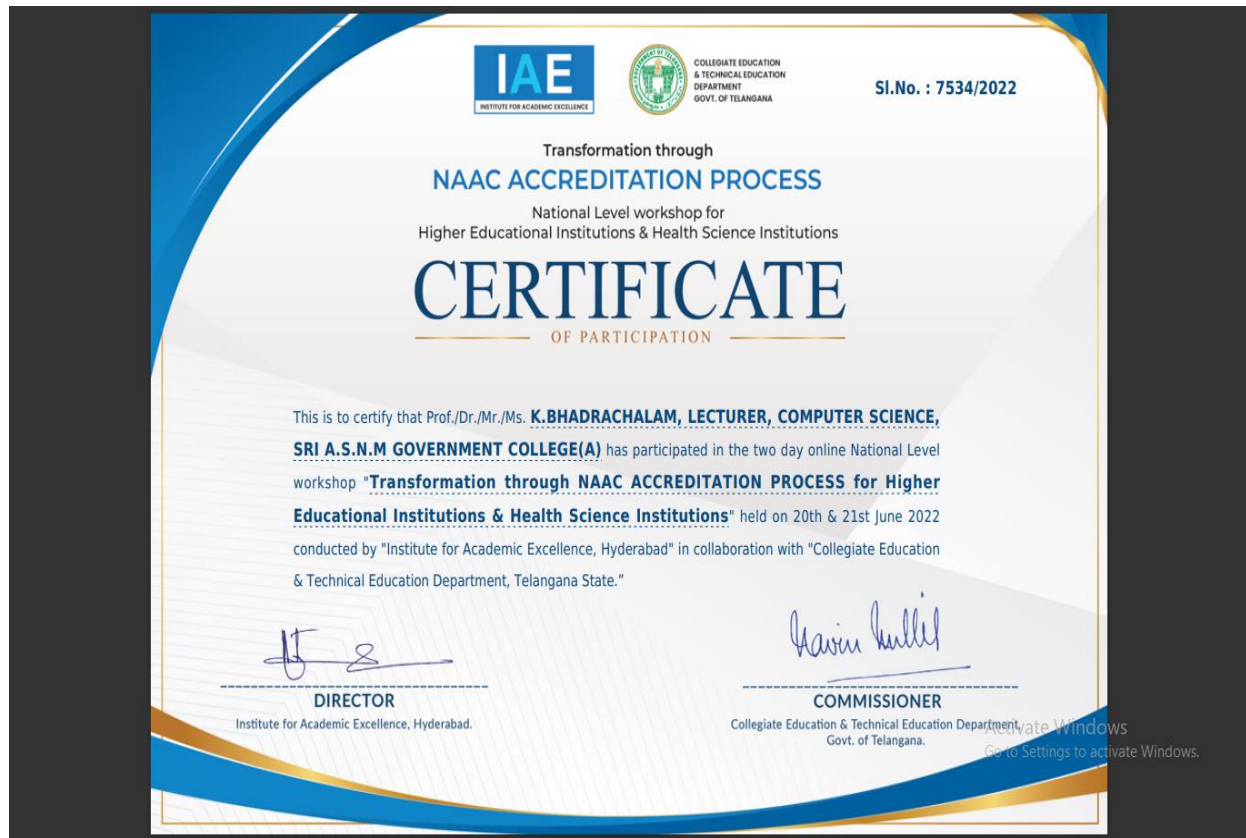 IAE
INSTITUTE FOR ACADEMIC EXCELLENCE
COLLEGIATE EDUCATION
& TECHNICAL EDUCATION
DEPARTMENT
GOVT. OF TELANGANA
Sl.No. : 7534/2022
Transformation through
NAAC ACCREDITATION PROCESS
National Level workshop for
Higher Educational Institutions & Health Science Institutions
CERTIFICATE
OF PARTICIPATION
This is to certify that Prof./Dr./Mr./Ms. K.BHADRACHALAM, LECTURER, COMPUTER SCIENCE,
SRI A.S.N.M GOVERNMENT COLLEGE(A) has participated in the two day online National Level
workshop "Transformation through NAAC ACCREDITATION PROCESS for Higher
Educational Institutions & Health Science Institutions" held on 20th & 21st June 2022
conducted by "Institute for Academic Excellence, Hyderabad" in collaboration with "Collegiate Education
& Technical Education Department, Telangana State.”
DIRECTOR
Institute for Academic Excellence, Hyderabad.
COMMISSIONER
Collegiate Education & Technical Education Department,
Govt. of Telangana.
Activate Windows
Go to Settings to activate Windows.